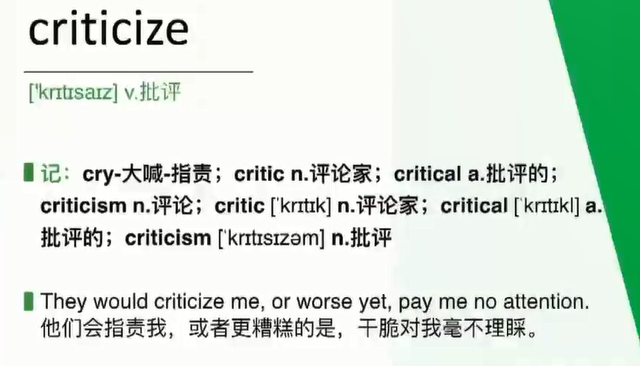 criticize
['krɪtɪsaɪz] v.批评
记：cry-大喊-指责；critic n.评论家；critical a.批评的；
criticism n.评论；critic ['krɪtɪk] n.评论家；critical ['krɪtɪkl] a.
批评的；criticism ['krɪtɪsɪzəm] n.批评
They would criticize me, or worse yet, pay me no attention.
他们会指责我，或者更糟糕的是，干脆对我毫不理睬。